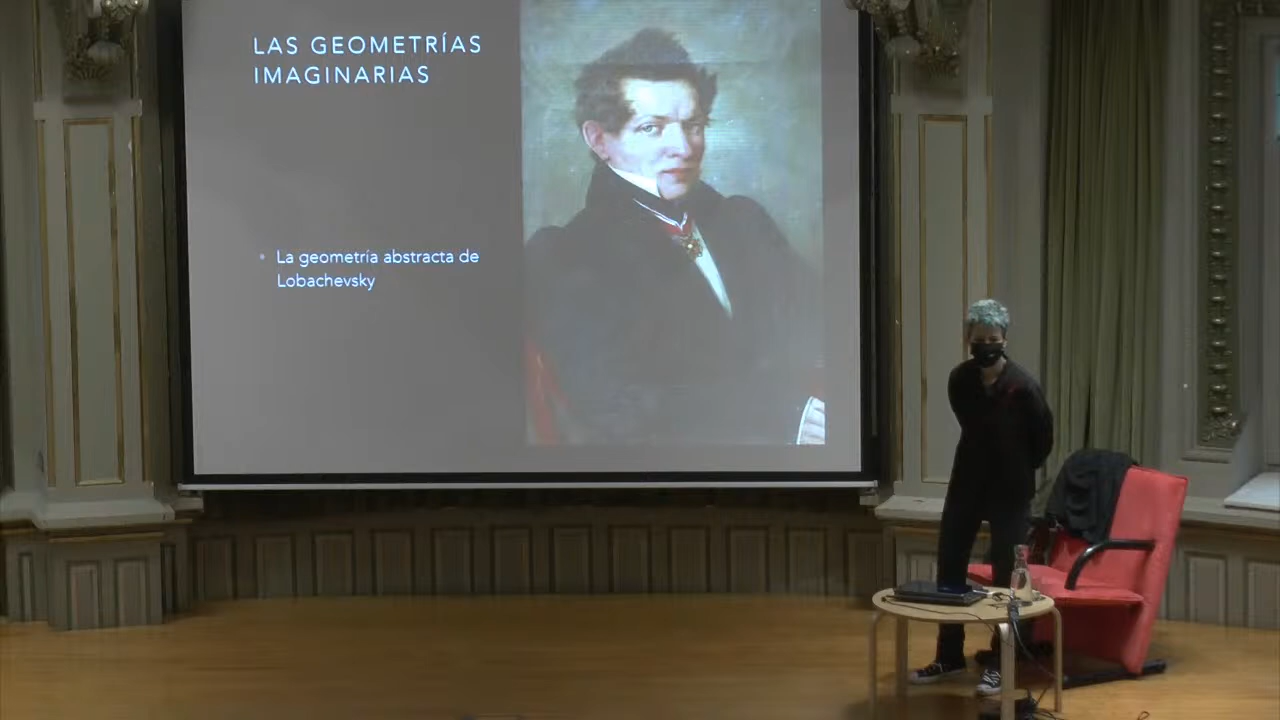 LAS GEOMETRÍAS
IMAGINARIAS
• La geometría abstracta de
Lobachevsky